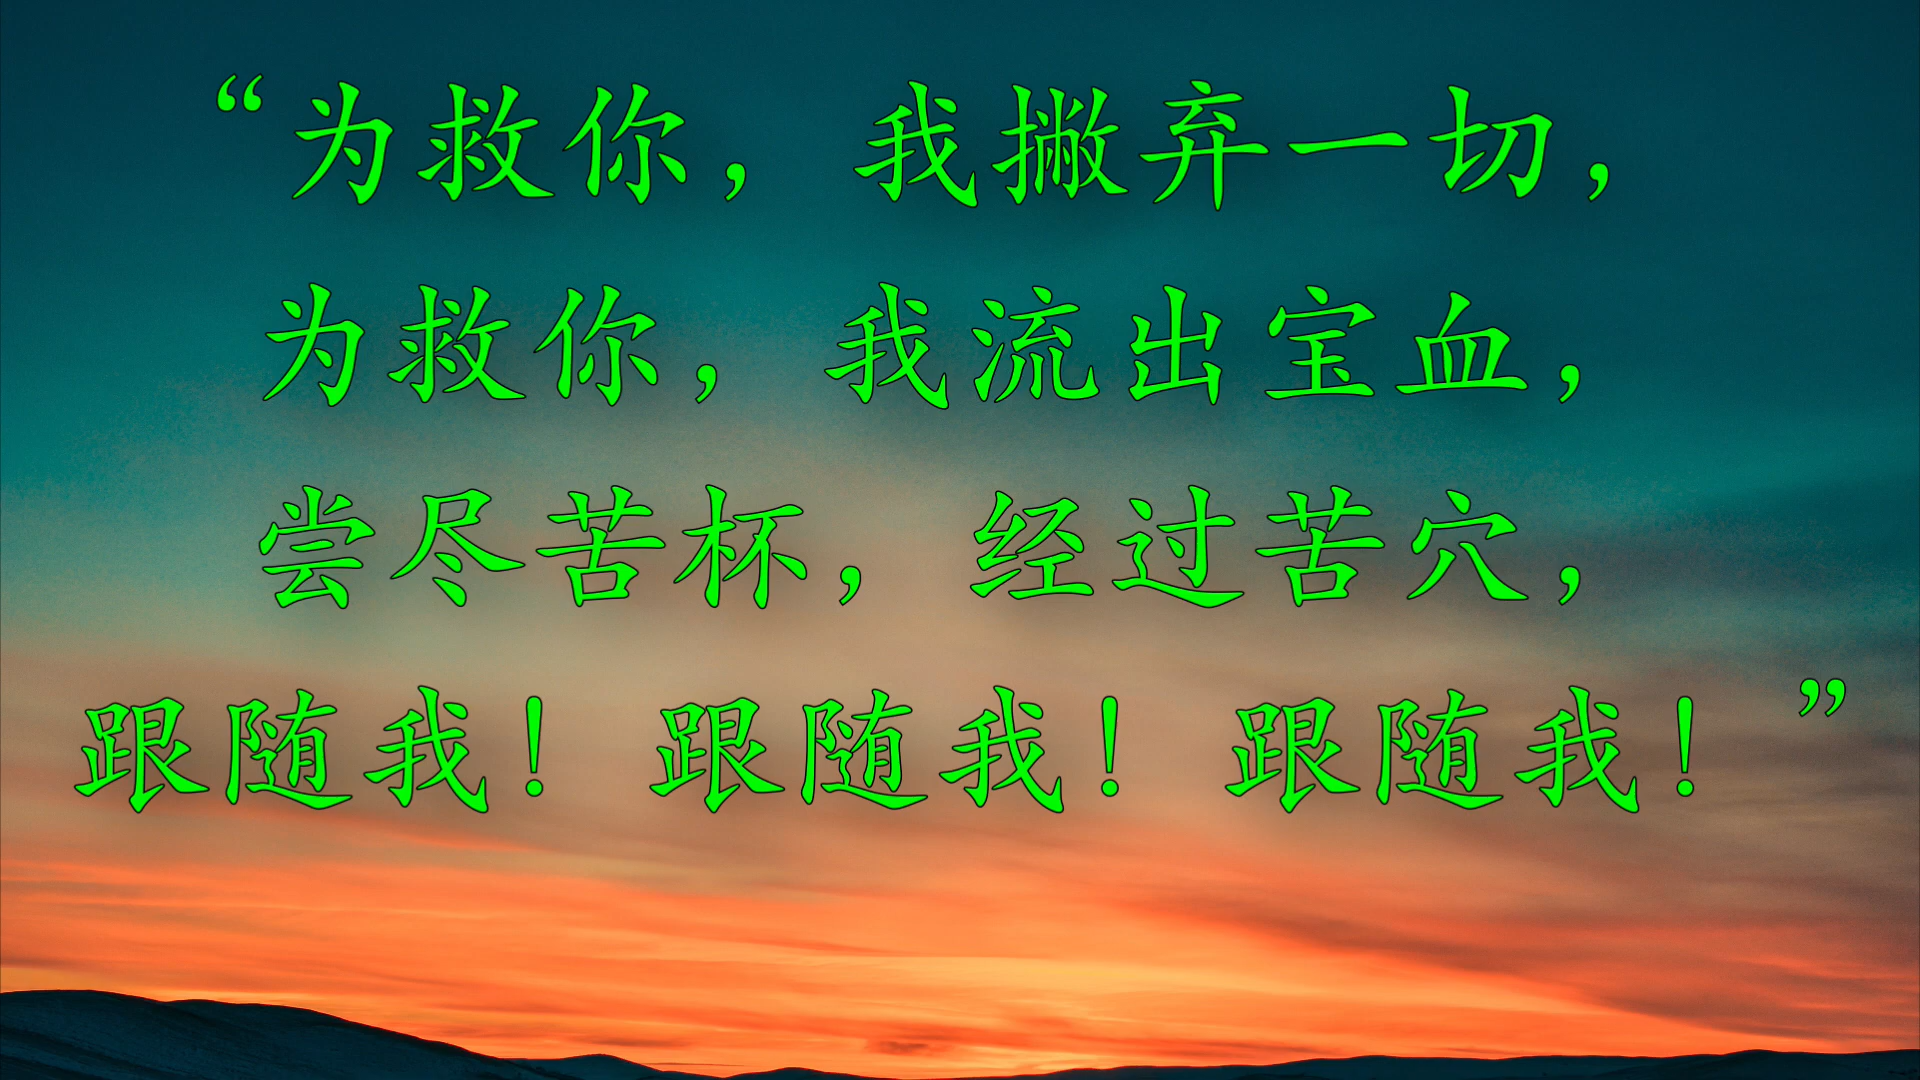 “为救你，我撇弃一切，
为救你，我流出宝血，
尝尽苦杯，经过苦穴，
跟随我！跟随我！跟随我！”